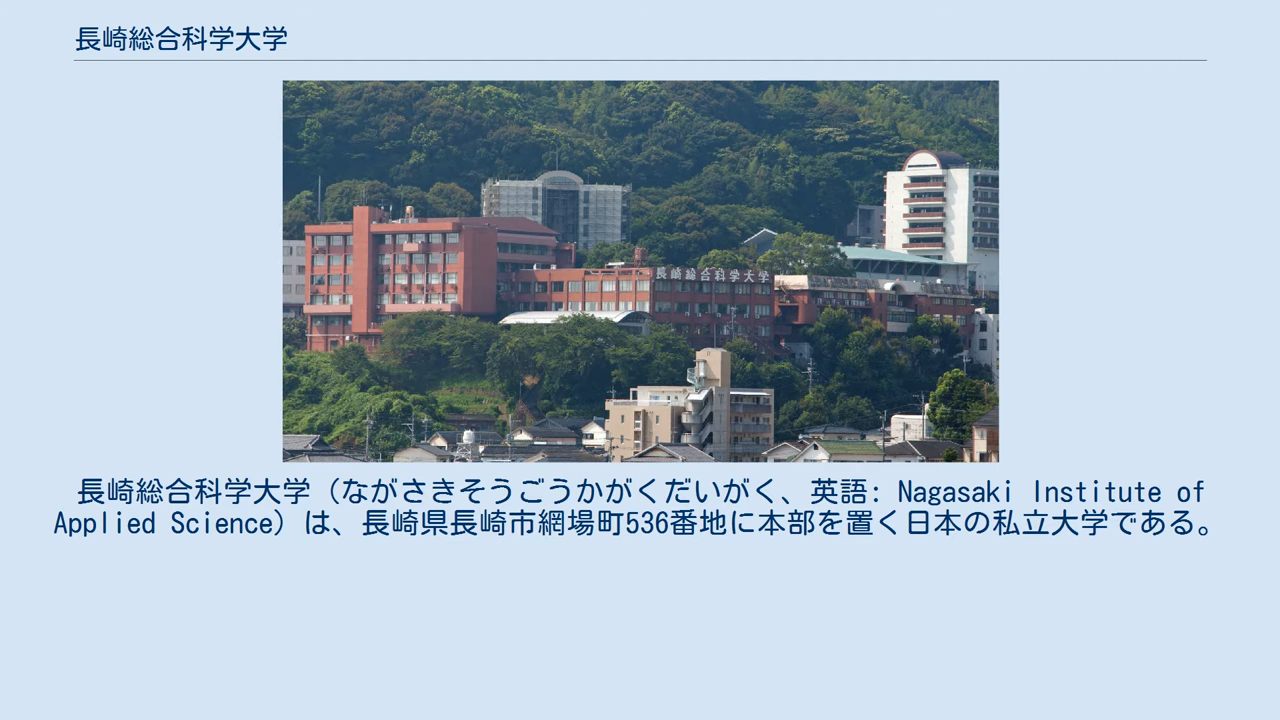 長崎総合科学大学
長崎総合科学大学
長崎総合科学大学（ながさきそうごうかがくだいがく、英語: Nagasaki Institute of
Applied Science）は、長崎県長崎市網場町536番地に本部を置く日本の私立大学である。